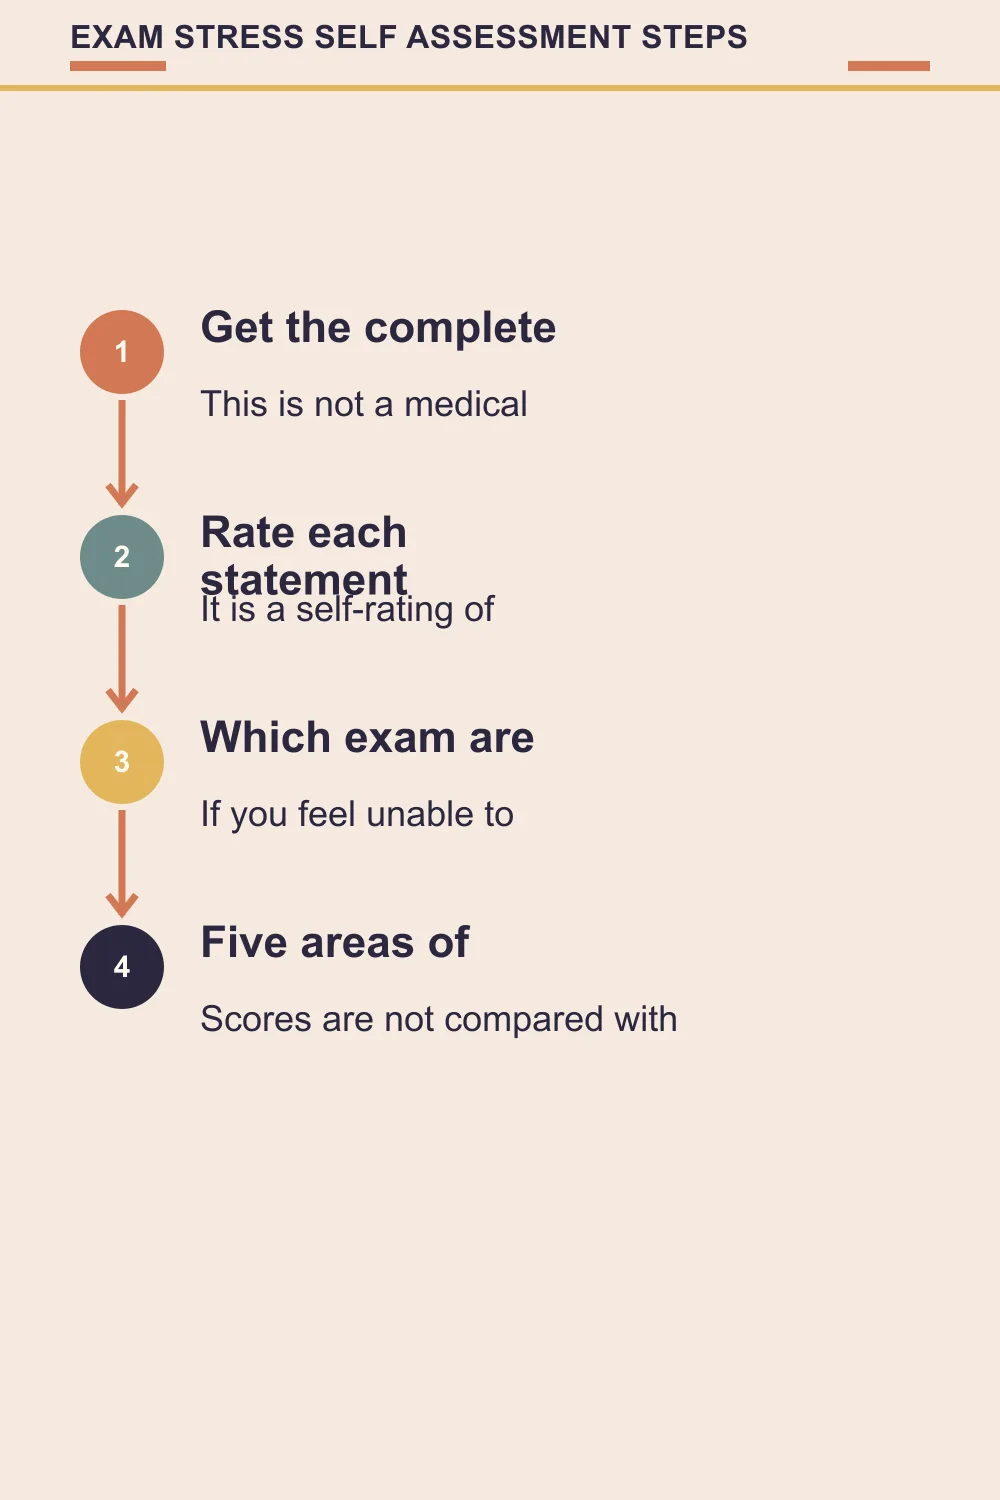 EXAM STRESS SELF ASSESSMENT STEPS
1
Get the complete
This is not a medical
2
Rate each
statement
It is a self-rating of
3
Which exam are
If you feel unable to
4
Five areas of
Scores are not compared with